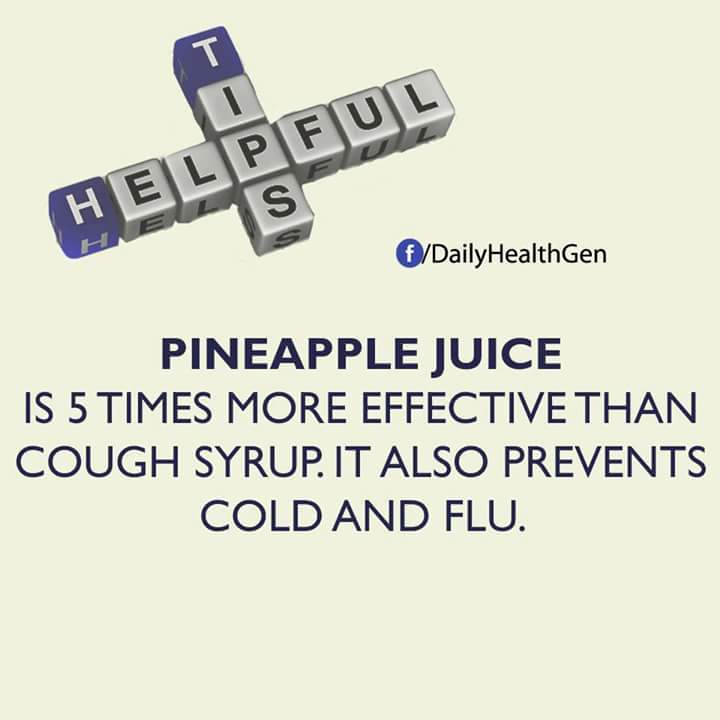 TIPS
HELPFUL
f/DailyHealthGen
PINEAPPLE JUICE
IS 5 TIMES MORE EFFECTIVE THAN
COUGH SYRUP. IT ALSO PREVENTS
COLD AND FLU.